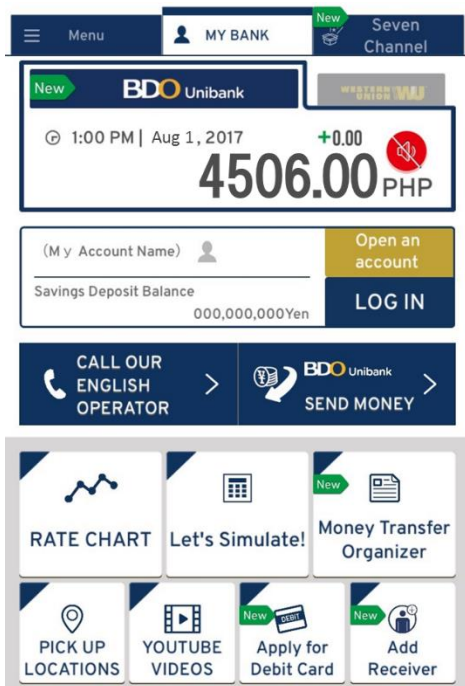 Menu
MY BANK
New
Seven
Channel
New
BDO Unibank
WESTERN UNION WU
1:00 PM | Aug 1, 2017
+0.00
4506.00 PHP
(My Account Name)
Open an
account
Savings Deposit Balance
000,000,000Yen
LOG IN
CALL OUR
ENGLISH
OPERATOR
BDO Unibank
SEND MONEY
RATE CHART
Let's Simulate!
New
Money Transfer
Organizer
PICK UP
LOCATIONS
YOUTUBE
VIDEOS
New
DEBIT
Apply for
Debit Card
New
Add
Receiver